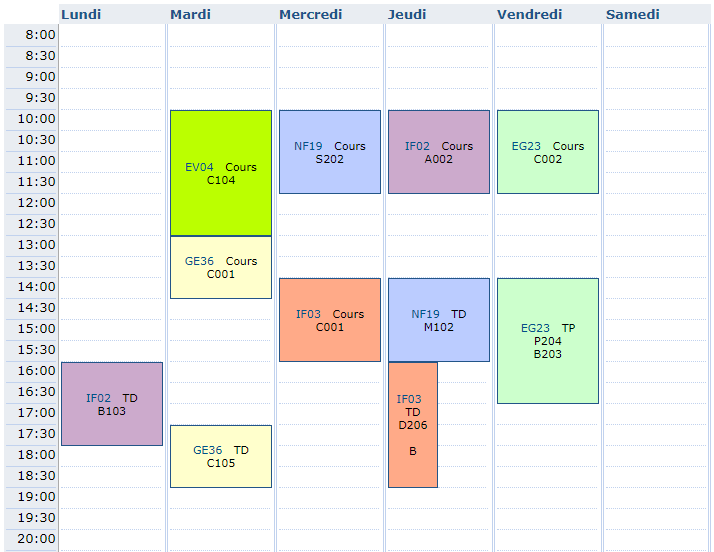 Lundi Mardi Mercredi Jeudi Vendredi Samedi
8:00
8:30
9:00
9:30
10:00
10:30
11:00
11:30
12:00
12:30
13:00
13:30
14:00
14:30
15:00
15:30
16:00
16:30
17:00
17:30
18:00
18:30
19:00
19:30
20:00
IF02 TD
B103
EV04 Cours
C104
GE36 Cours
C001
GE36 TD
C105
NF19 Cours
S202
IF03 Cours
C001
IF02 Cours
A002
NF19 TD
M102
IF03
TD
D206
B
EG23 Cours
C002
EG23 TP
P204
B203